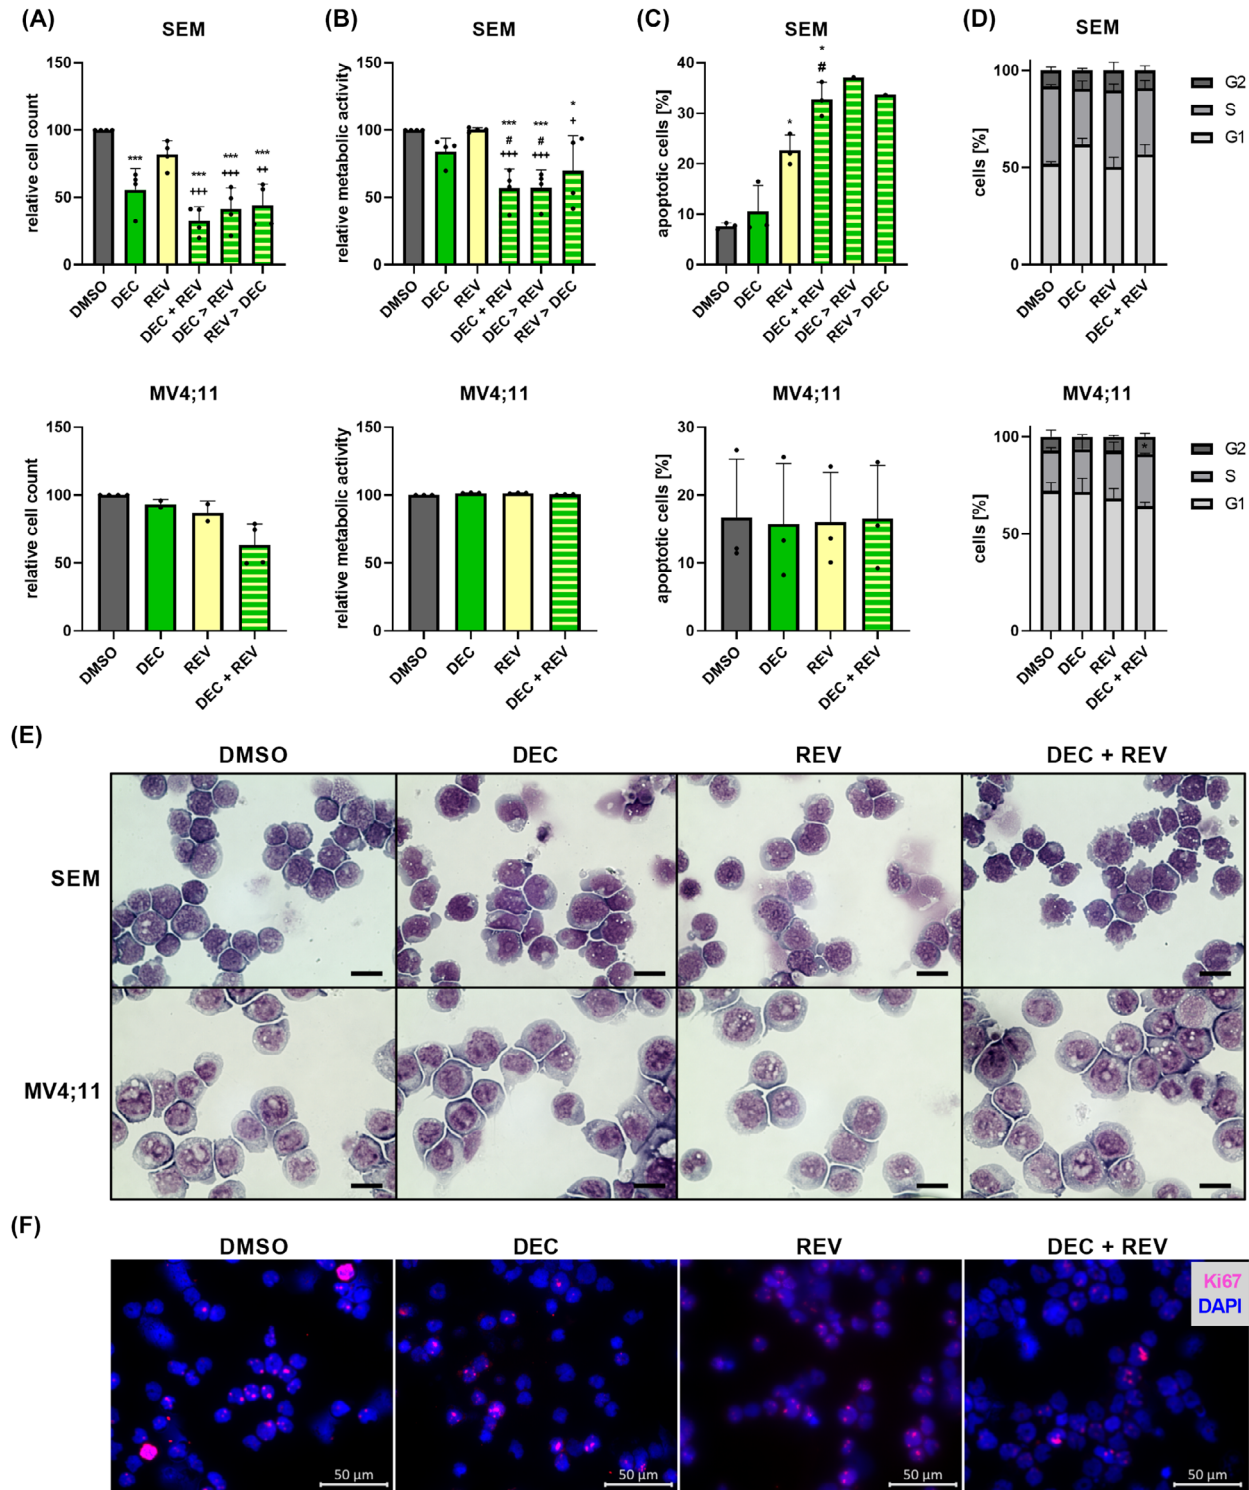 (A)
SEM
relative cell count
150
100
50
0
***
***
+++
***
+++
***
++
DMSO
DEC
REV
DEC + REV
DEC > REV
REV > DEC
(B)
SEM
relative metabolic activity
150
100
50
0
***
#
+++
***
#
+++
*
+
DMSO
DEC
REV
DEC + REV
DEC > REV
REV > DEC
(C)
SEM
apoptotic cells [%]
40
30
20
10
0
*
*
#
DMSO
DEC
REV
DEC + REV
DEC > REV
REV > DEC
(D)
SEM
cells [%]
100
50
0
DMSO
DEC
REV
DEC + REV
G2
S
G1
MV4;11
relative cell count
150
100
50
0
DMSO
DEC
REV
DEC + REV
MV4;11
relative metabolic activity
150
100
50
0
DMSO
DEC
REV
DEC + REV
MV4;11
apoptotic cells [%]
30
20
10
0
DMSO
DEC
REV
DEC + REV
MV4;11
cells [%]
100
50
0
*
DMSO
DEC
REV
DEC + REV
G2
S
G1
(E)
DMSO
DEC
REV
DEC + REV
SEM
MV4;11
(F)
DMSO
DEC
REV
DEC + REV
Ki67
DAPI
50 µm
50 µm
50 µm
50 µm